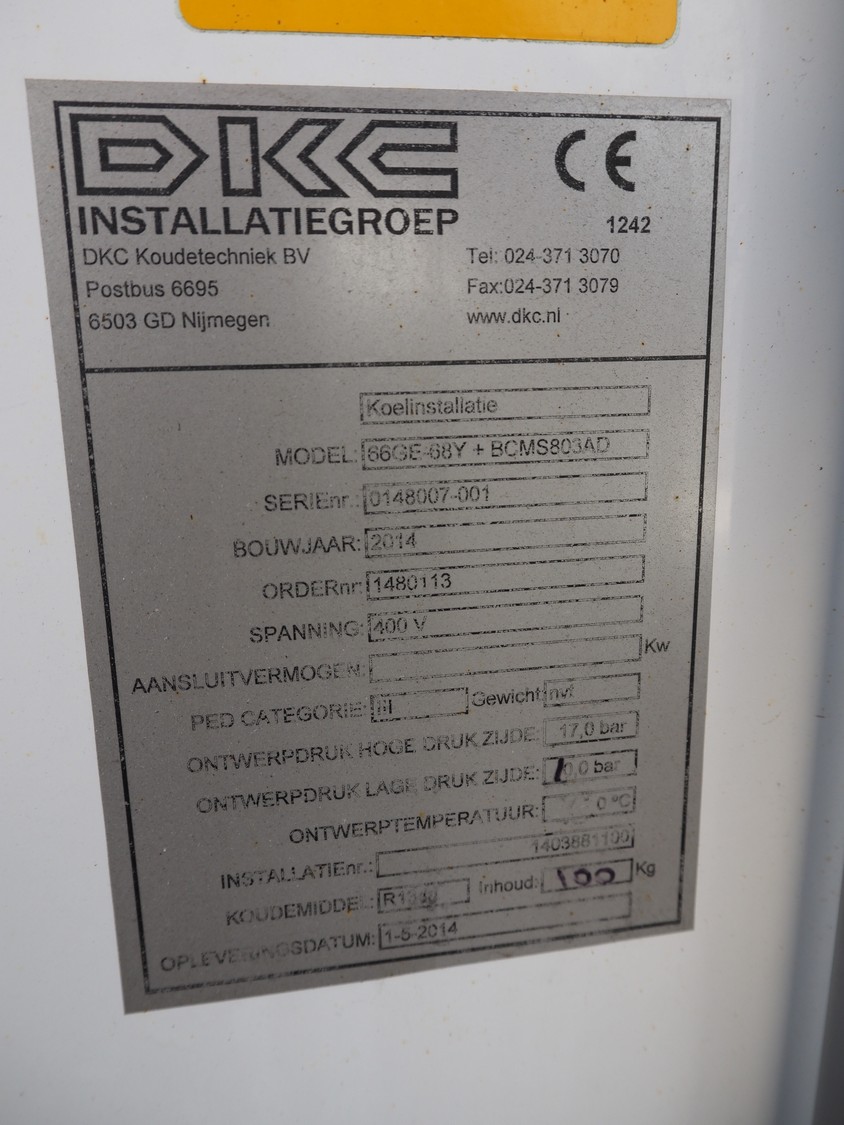 DKC CE
INSTALLATIEGROEP 1242
DKC Koudetechniek BV Tel: 024-371 3070
Postbus 6695 Fax:024-371 3079
6503 GD Nijmegen www.dkc.nl
Koelinstallatie
MODEL: 66GE-68Y + BCMS803AD
SERIEnr.: 0148007-001
BOUWJAAR: 2014
ORDERnr: 1480113
SPANNING: 400 V
AANSLUITVERMOGEN: Kw
PED CATEGORIE: III Gewicht: nvt
ONTWERPDRUK HOGE DRUK ZIJDE: 17,0 bar
ONTWERPDRUK LAGE DRUK ZIJDE: bar
ONTWERPTEMPERATUUR: °C
INSTALLATIEnr.: 1403881100
KOUDEMIDDEL: Inhoud: 100 Kg
OPLEVERINGSDATUM: 1-5-2014